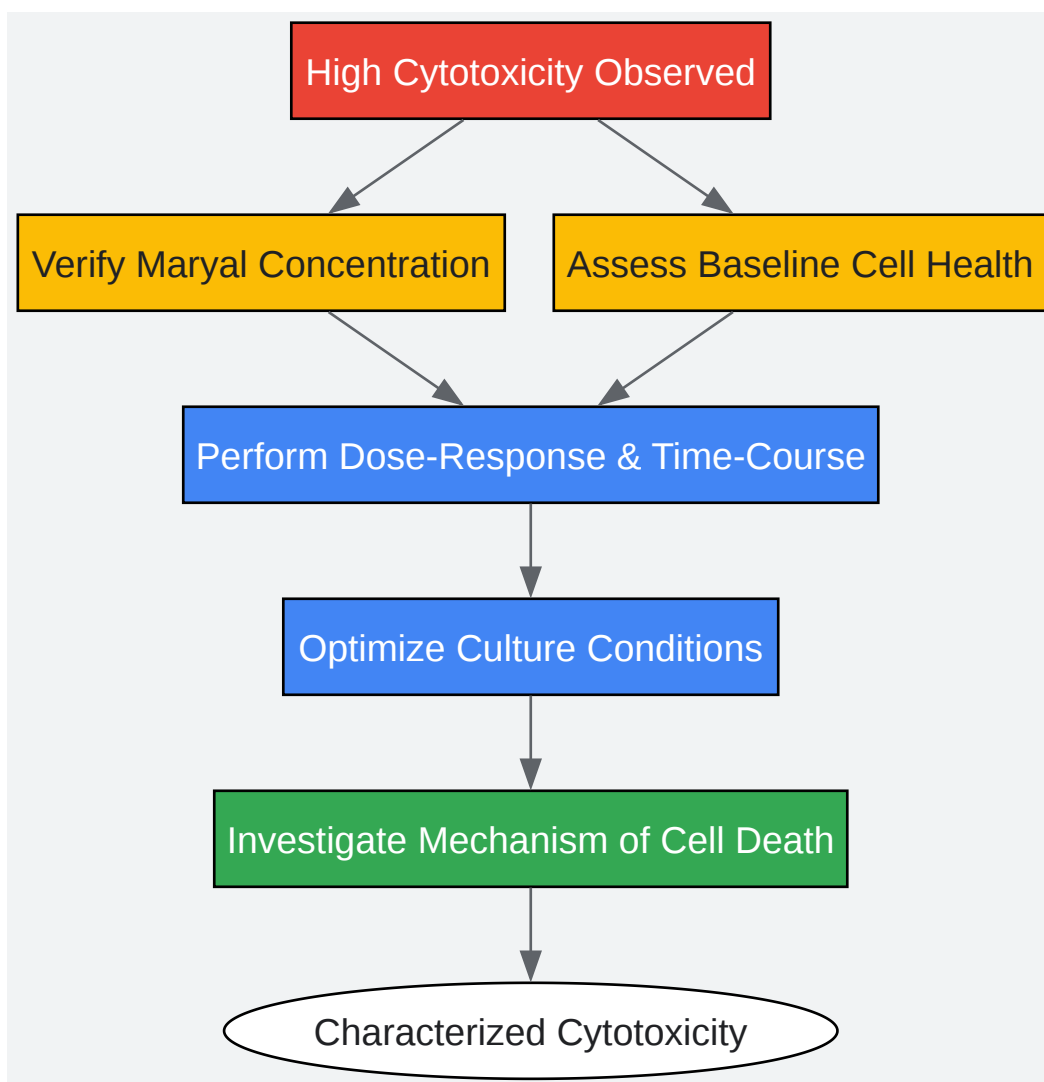 High Cytotoxicity Observed
Verify Maryal Concentration
Assess Baseline Cell Health
Perform Dose-Response & Time-Course
Optimize Culture Conditions
Investigate Mechanism of Cell Death
Characterized Cytotoxicity